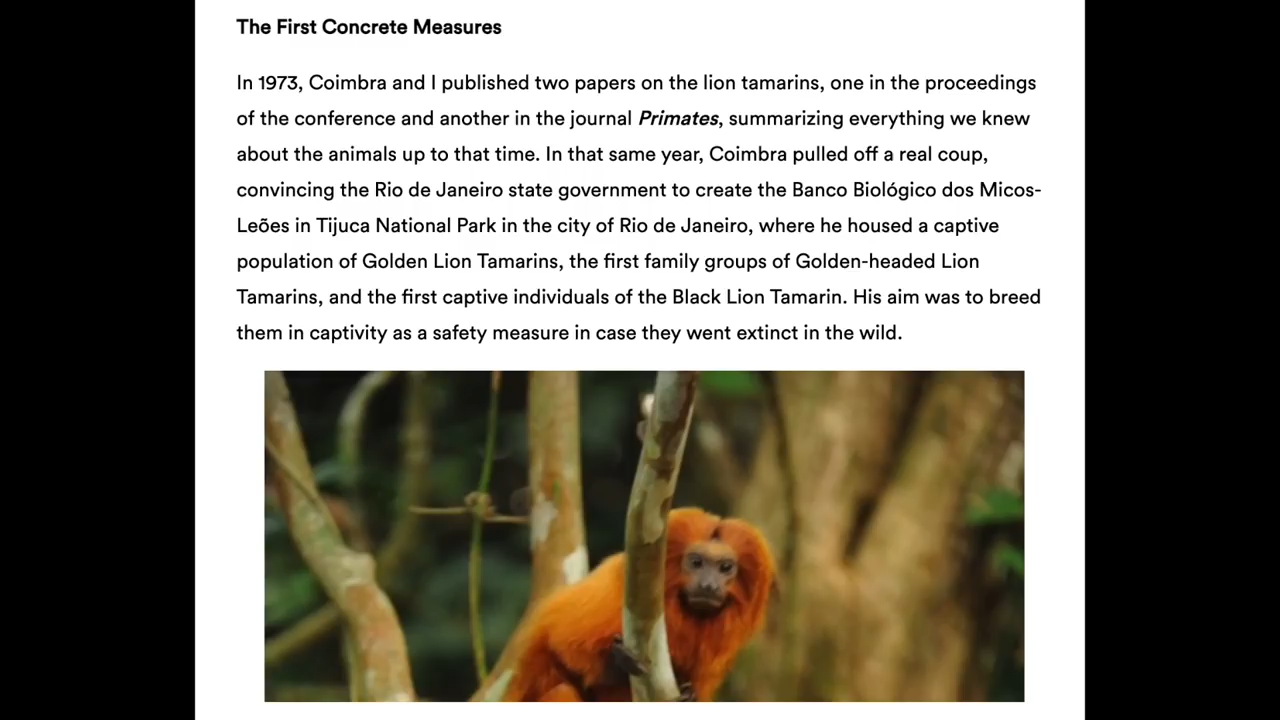 The First Concrete Measures
In 1973, Coimbra and I published two papers on the lion tamarins, one in the proceedings
of the conference and another in the journal Primates, summarizing everything we knew
about the animals up to that time. In that same year, Coimbra pulled off a real coup,
convincing the Rio de Janeiro state government to create the Banco Biológico dos Micos-
Leões in Tijuca National Park in the city of Rio de Janeiro, where he housed a captive
population of Golden Lion Tamarins, the first family groups of Golden-headed Lion
Tamarins, and the first captive individuals of the Black Lion Tamarin. His aim was to breed
them in captivity as a safety measure in case they went extinct in the wild.